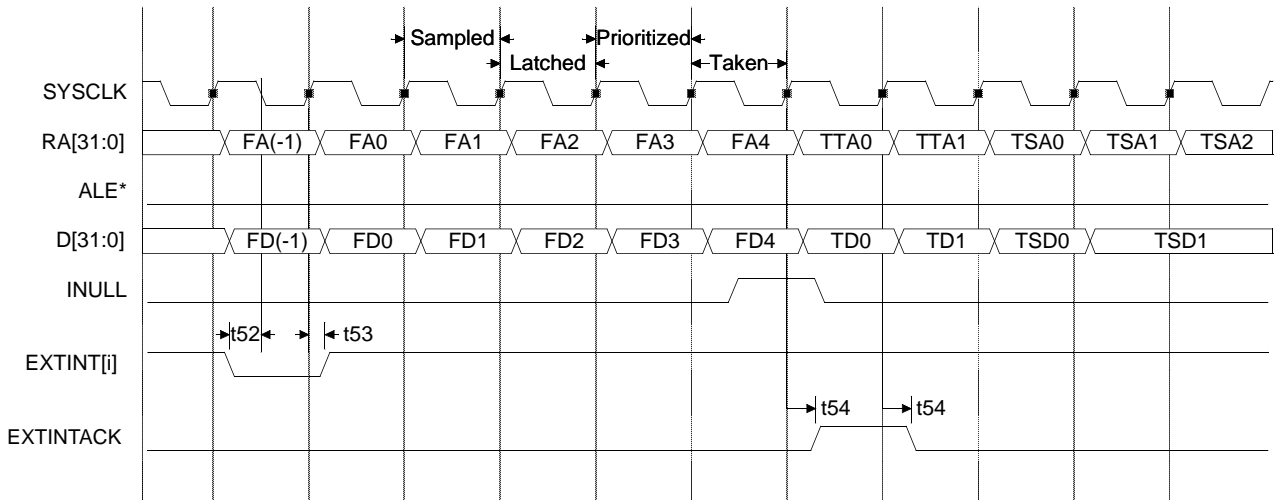 Sampled Prioritized
Latched Taken
SYSCLK
RA[31:0] FA(-1) FA0 FA1 FA2 FA3 FA4 TTA0 TTA1 TSA0 TSA1 TSA2
ALE*
D[31:0] FD(-1) FD0 FD1 FD2 FD3 FD4 TD0 TD1 TSD0 TSD1
INULL
t52 t53
EXTINT[i]
t54 t54
EXTINTACK